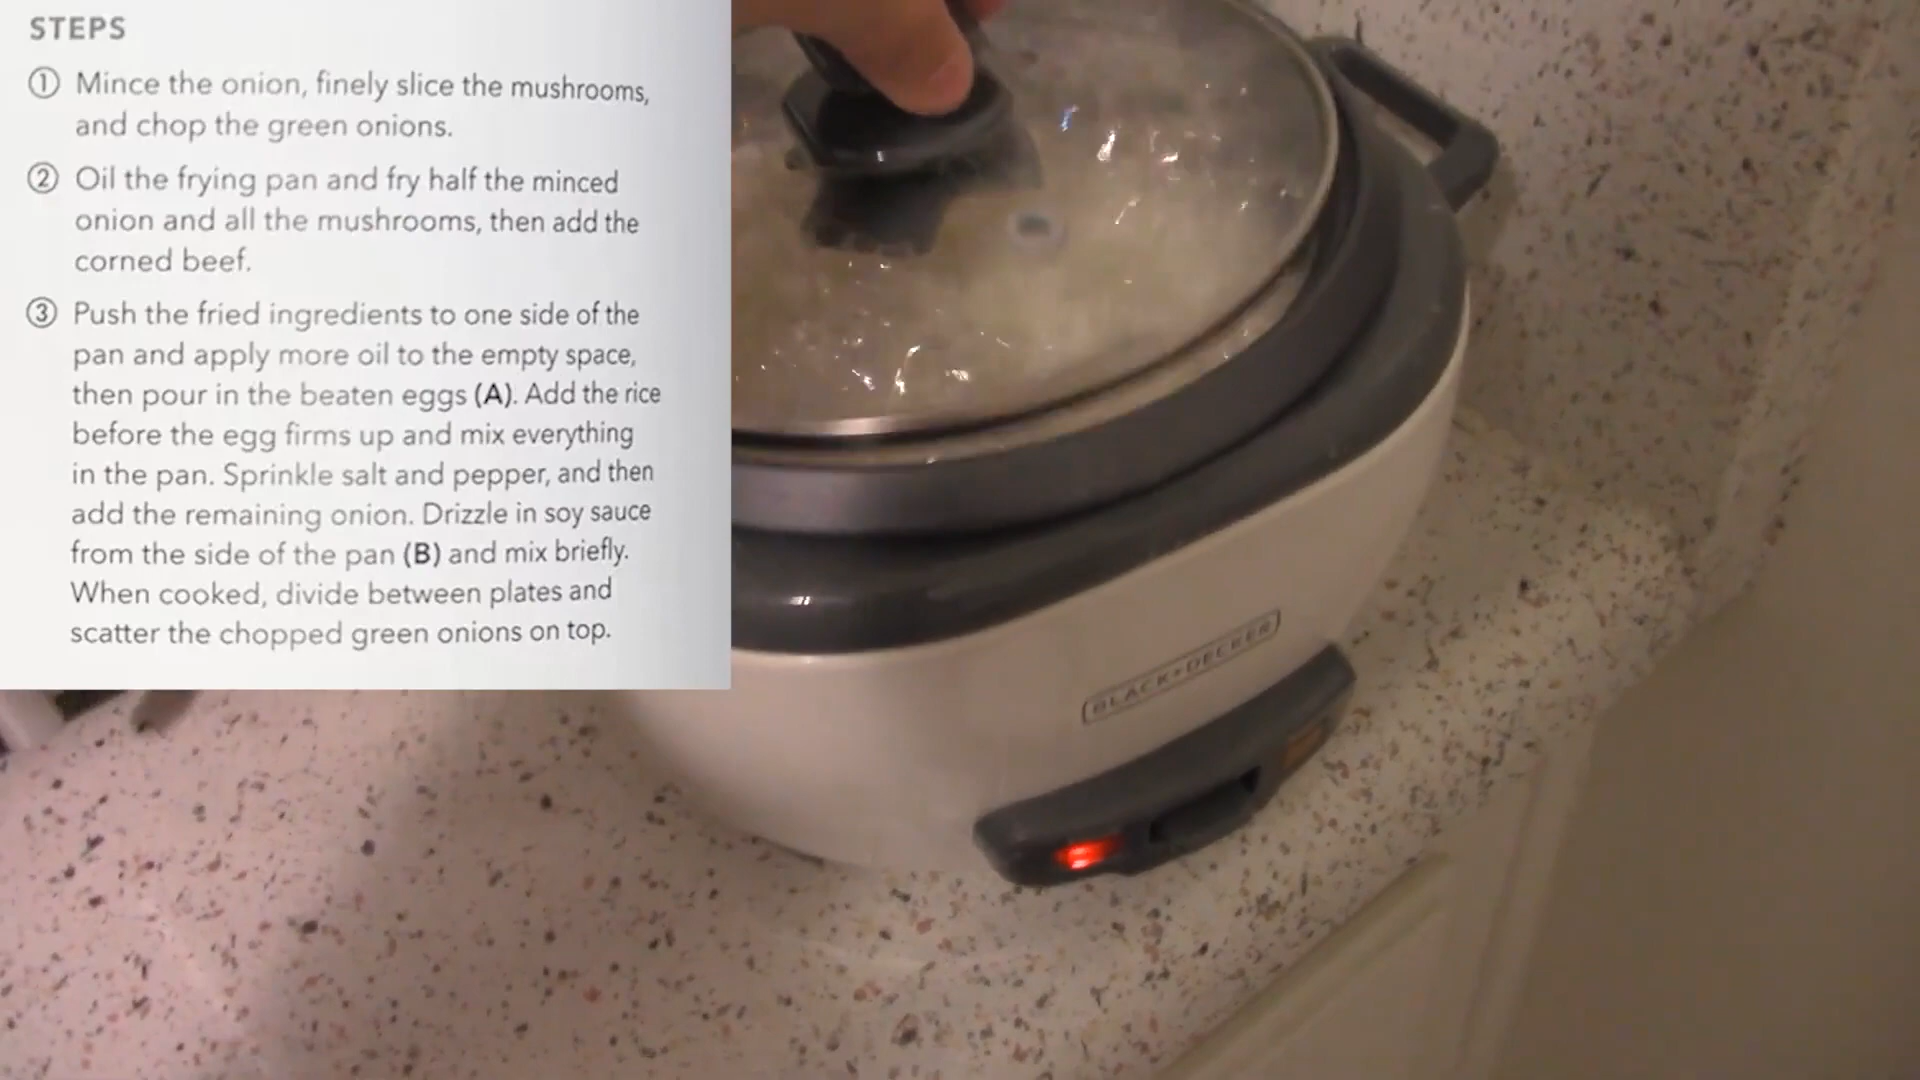 STEPS
① Mince the onion, finely slice the mushrooms,
and chop the green onions.
② Oil the frying pan and fry half the minced
onion and all the mushrooms, then add the
corned beef.
③ Push the fried ingredients to one side of the
pan and apply more oil to the empty space,
then pour in the beaten eggs (A). Add the rice
before the egg firms up and mix everything
in the pan. Sprinkle salt and pepper, and then
add the remaining onion. Drizzle in soy sauce
from the side of the pan (B) and mix briefly.
When cooked, divide between plates and
scatter the chopped green onions on top.
BLACK+DECKER